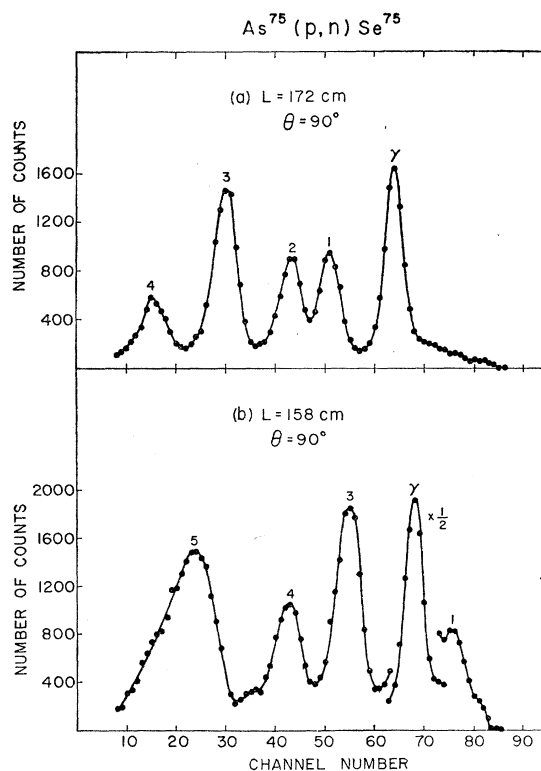 As⁷⁵ (p,n) Se⁷⁵
(a) L = 172 cm
θ = 90°
NUMBER OF COUNTS
1600
1200
800
400
4
3
2
1
γ
(b) L = 158 cm
θ = 90°
NUMBER OF COUNTS
2000
1600
1200
800
400
5
4
3
γ
x 1/2
1
10 20 30 40 50 60 70 80 90
CHANNEL NUMBER